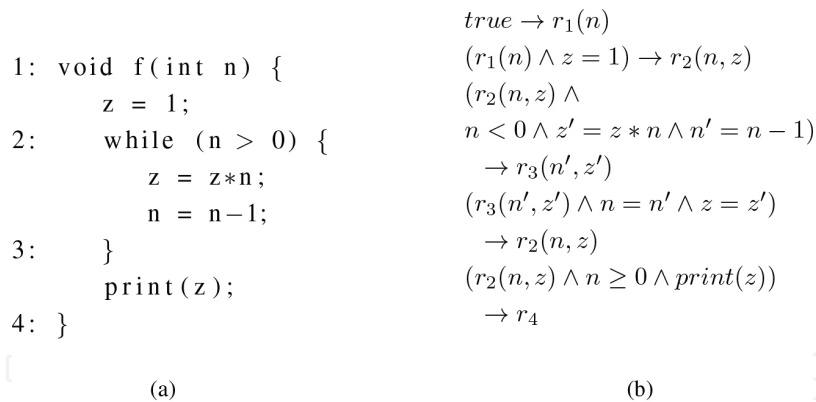 1: void f(int n) {
z = 1;
2: while (n > 0) {
z = z*n;
n = n−1;
3: }
print(z);
4: }
(a)
true → r₁(n)
(r₁(n) ∧ z = 1) → r₂(n, z)
(r₂(n, z) ∧
n < 0 ∧ z′ = z ∗ n ∧ n′ = n − 1)
→ r₃(n′, z′)
(r₃(n′, z′) ∧ n = n′ ∧ z = z′)
→ r₂(n, z)
(r₂(n, z) ∧ n ≥ 0 ∧ print(z))
→ r₄
(b)